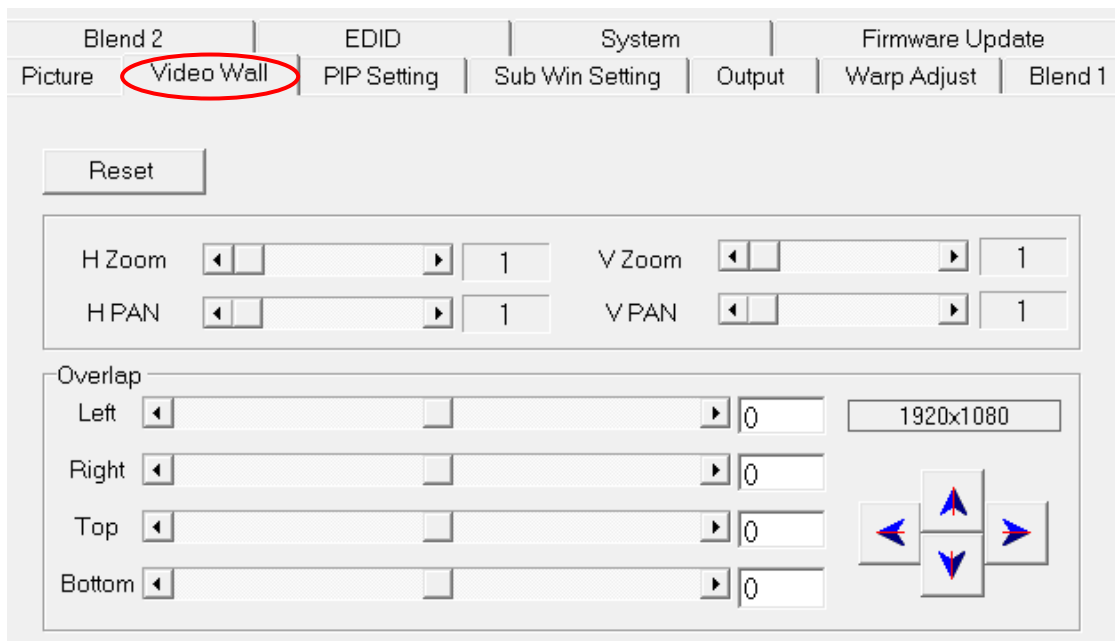 Blend 2 EDID System Firmware Update
Picture Video Wall PIP Setting Sub Win Setting Output Warp Adjust Blend 1
Reset
H Zoom 1 V Zoom 1
H PAN 1 V PAN 1
Overlap
Left 0 1920x1080
Right 0
Top 0
Bottom 0